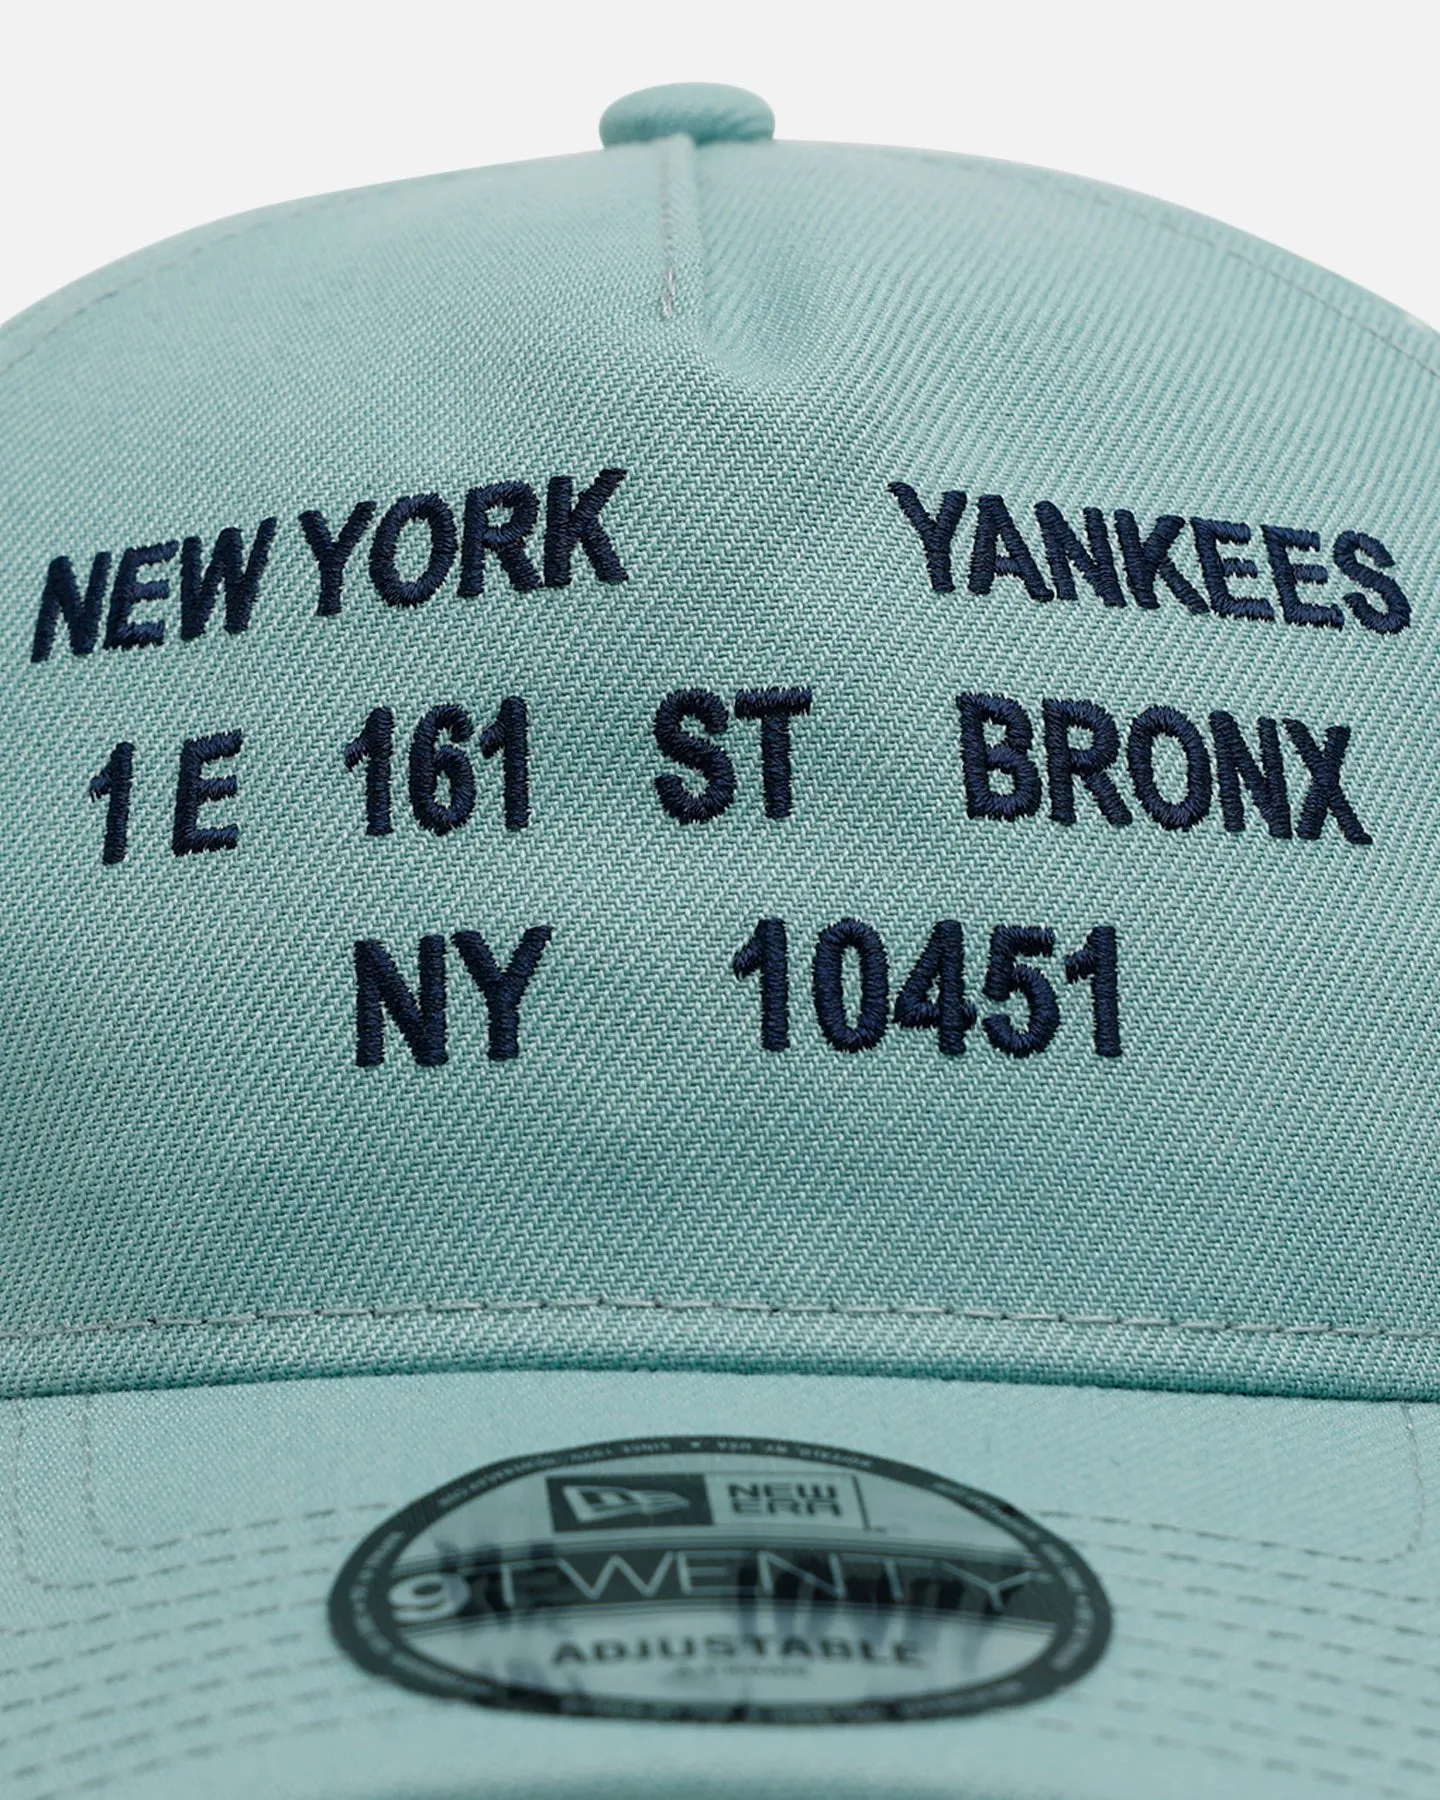 NEW YORK YANKEES
1 E 161 ST BRONX
NY 10451
NEW ERA
9TWENTY
ADJUSTABLE